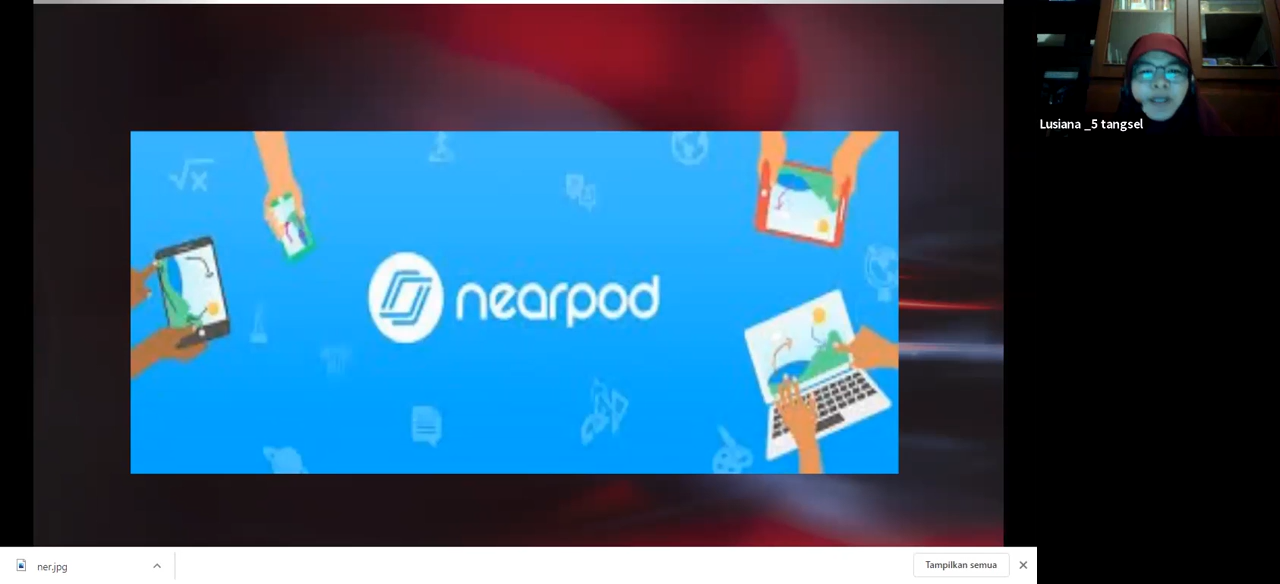 Lusiana _5 tangsel
√x
nearpod
ner.jpg
Tampilkan semua